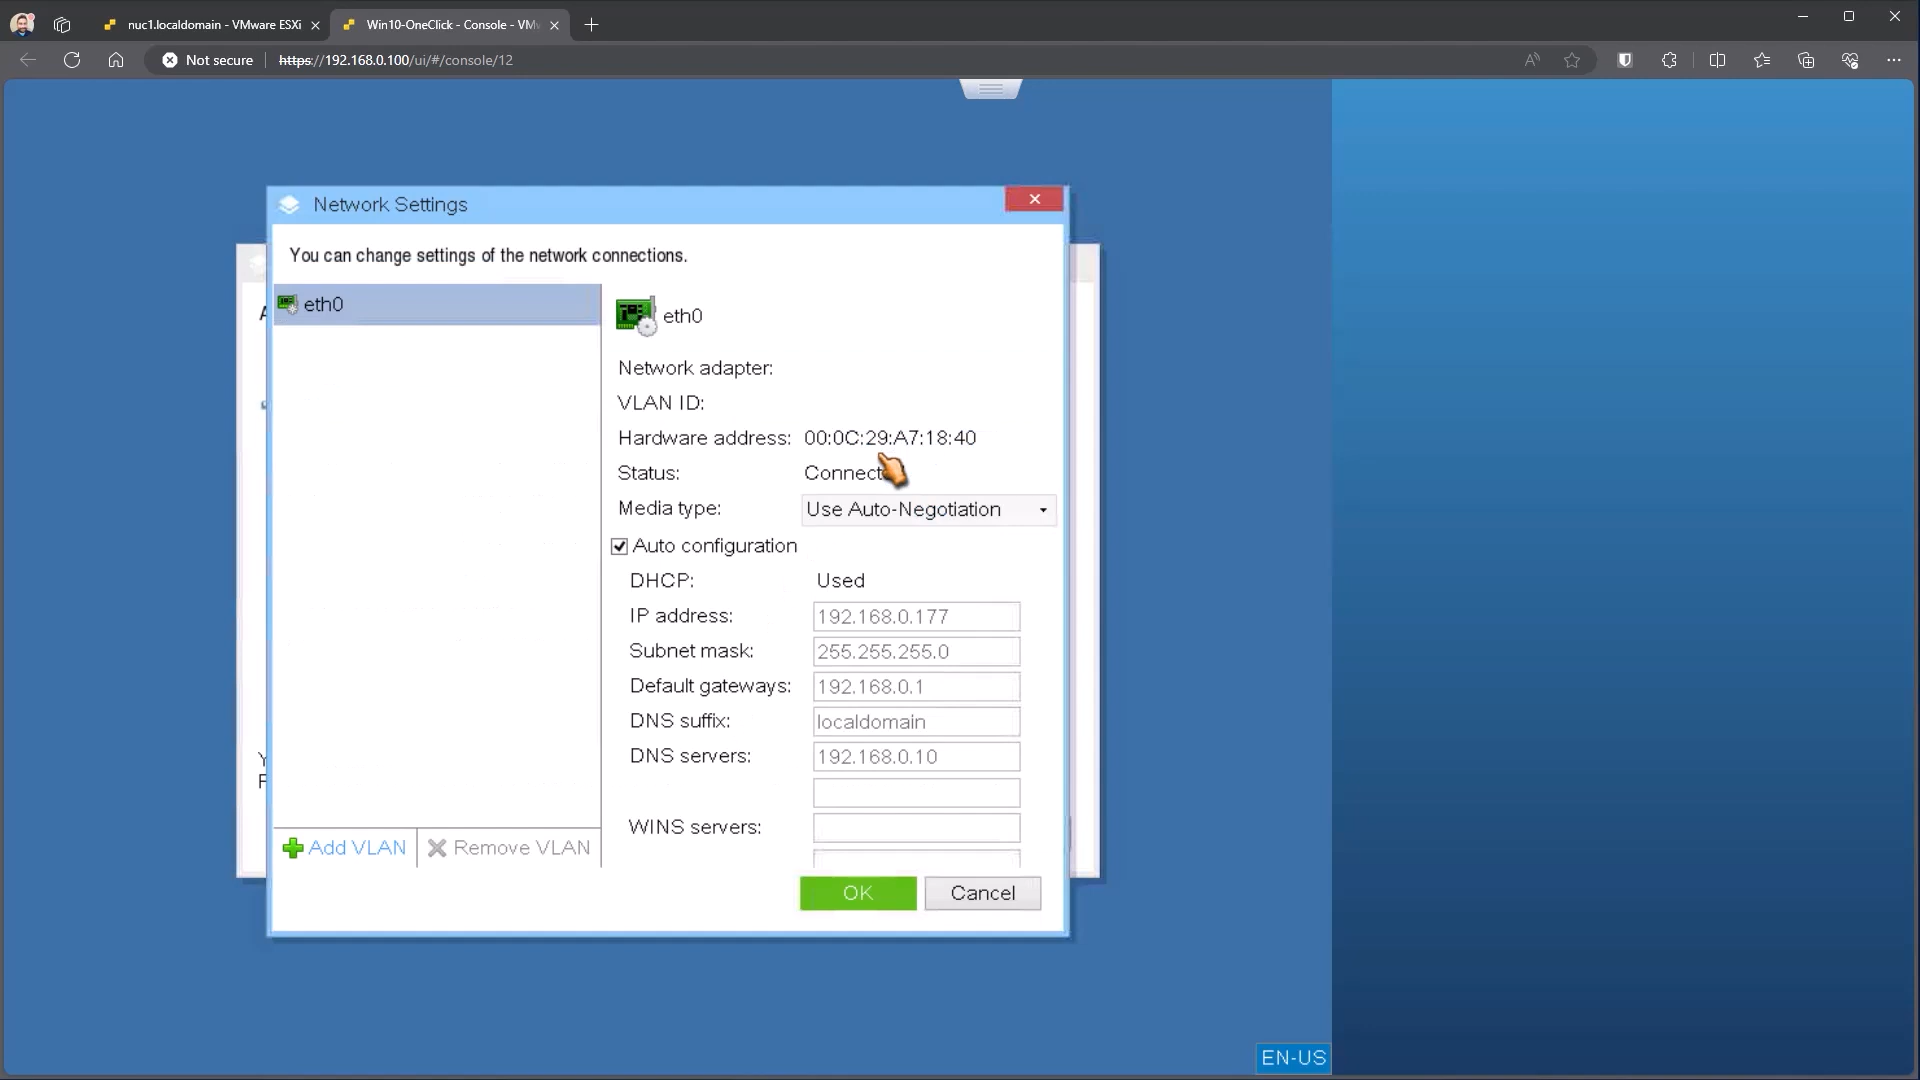 nuc1.localdomain - VMware ESXi
Win10-OneClick - Console - VM
Not secure
https://192.168.0.100/ui/#/console/12
Network Settings
You can change settings of the network connections.
eth0
eth0
Network adapter:
VLAN ID:
Hardware address: 00:0C:29:A7:18:40
Status: Connect
Media type: Use Auto-Negotiation
Auto configuration
DHCP: Used
IP address: 192.168.0.177
Subnet mask: 255.255.255.0
Default gateways: 192.168.0.1
DNS suffix: localdomain
DNS servers: 192.168.0.10
WINS servers:
Add VLAN
Remove VLAN
OK
Cancel
EN-US